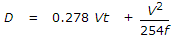 D = 0.278 Vt + V²/254f